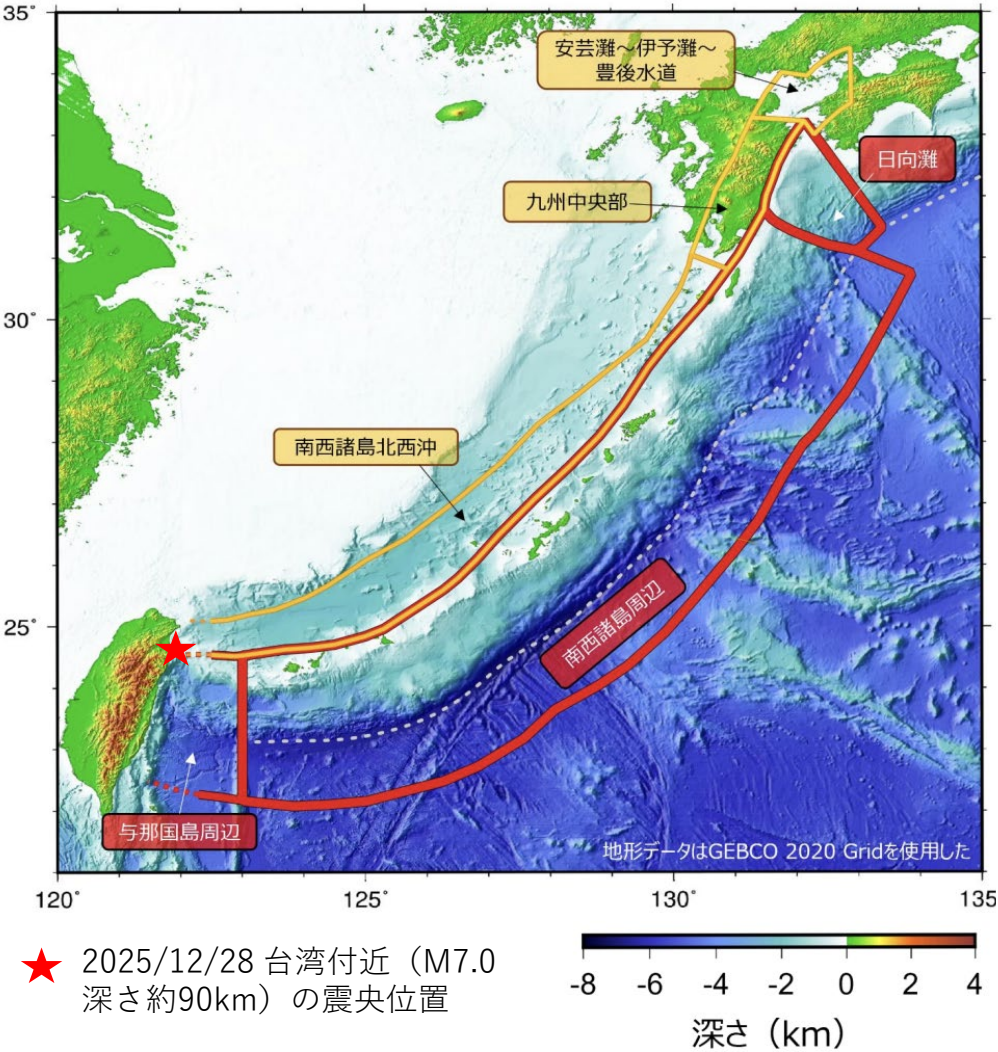 35°
安芸灘～伊予灘～
豊後水道
日向灘
九州中央部
30°
南西諸島北西沖
25°
南西諸島周辺
与那国島周辺
地形データはGEBCO 2020 Gridを使用した
120°
125°
130°
135°
2025/12/28 台湾付近（M7.0
深さ約90km）の震央位置
-8 -6 -4 -2 0 2 4
深さ（km）